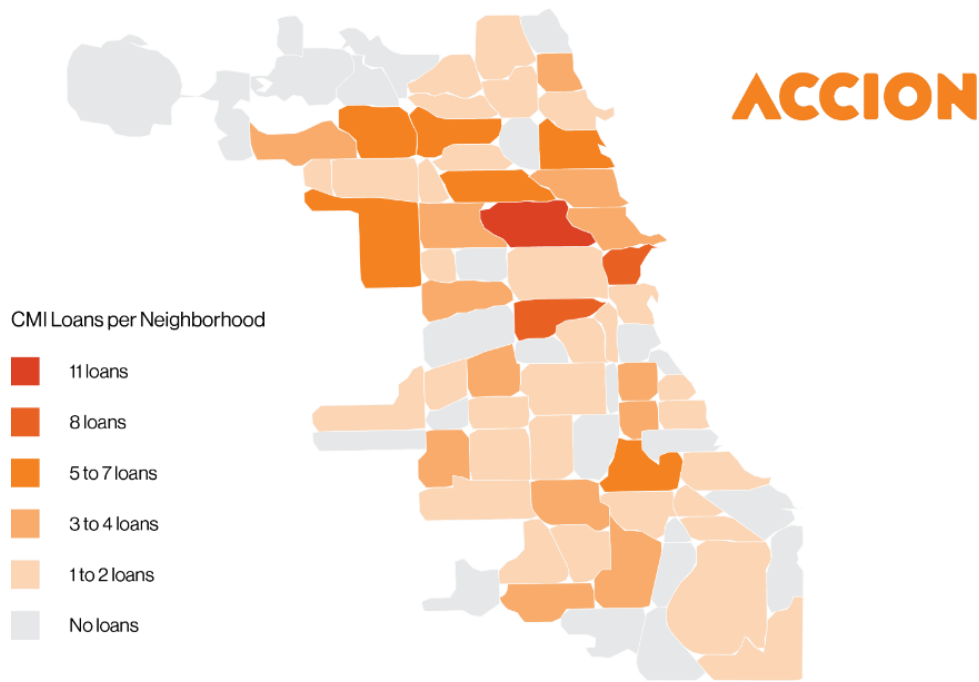 ACCION
CMI Loans per Neighborhood
11 loans
8 loans
5 to 7 loans
3 to 4 loans
1 to 2 loans
No loans